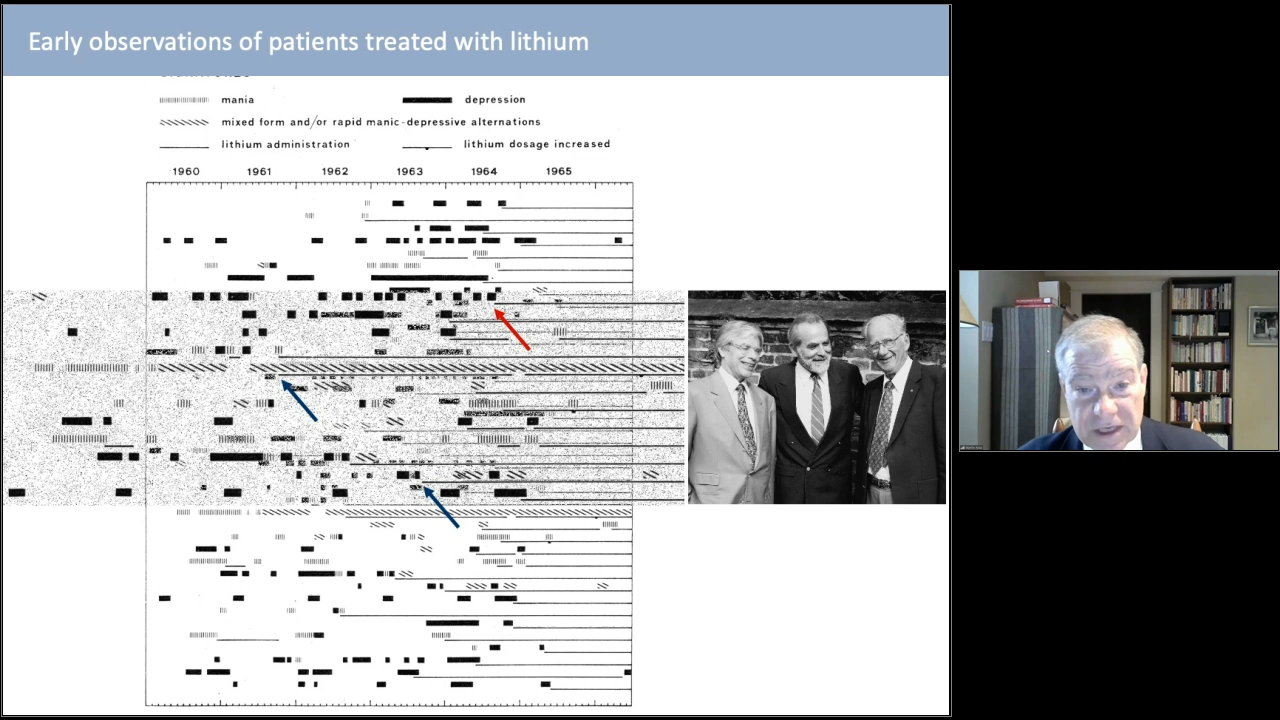 Early observations of patients treated with lithium
mania depression
mixed form and/or rapid manic-depressive alternations
lithium administration lithium dosage increased
1960 1961 1962 1963 1964 1965